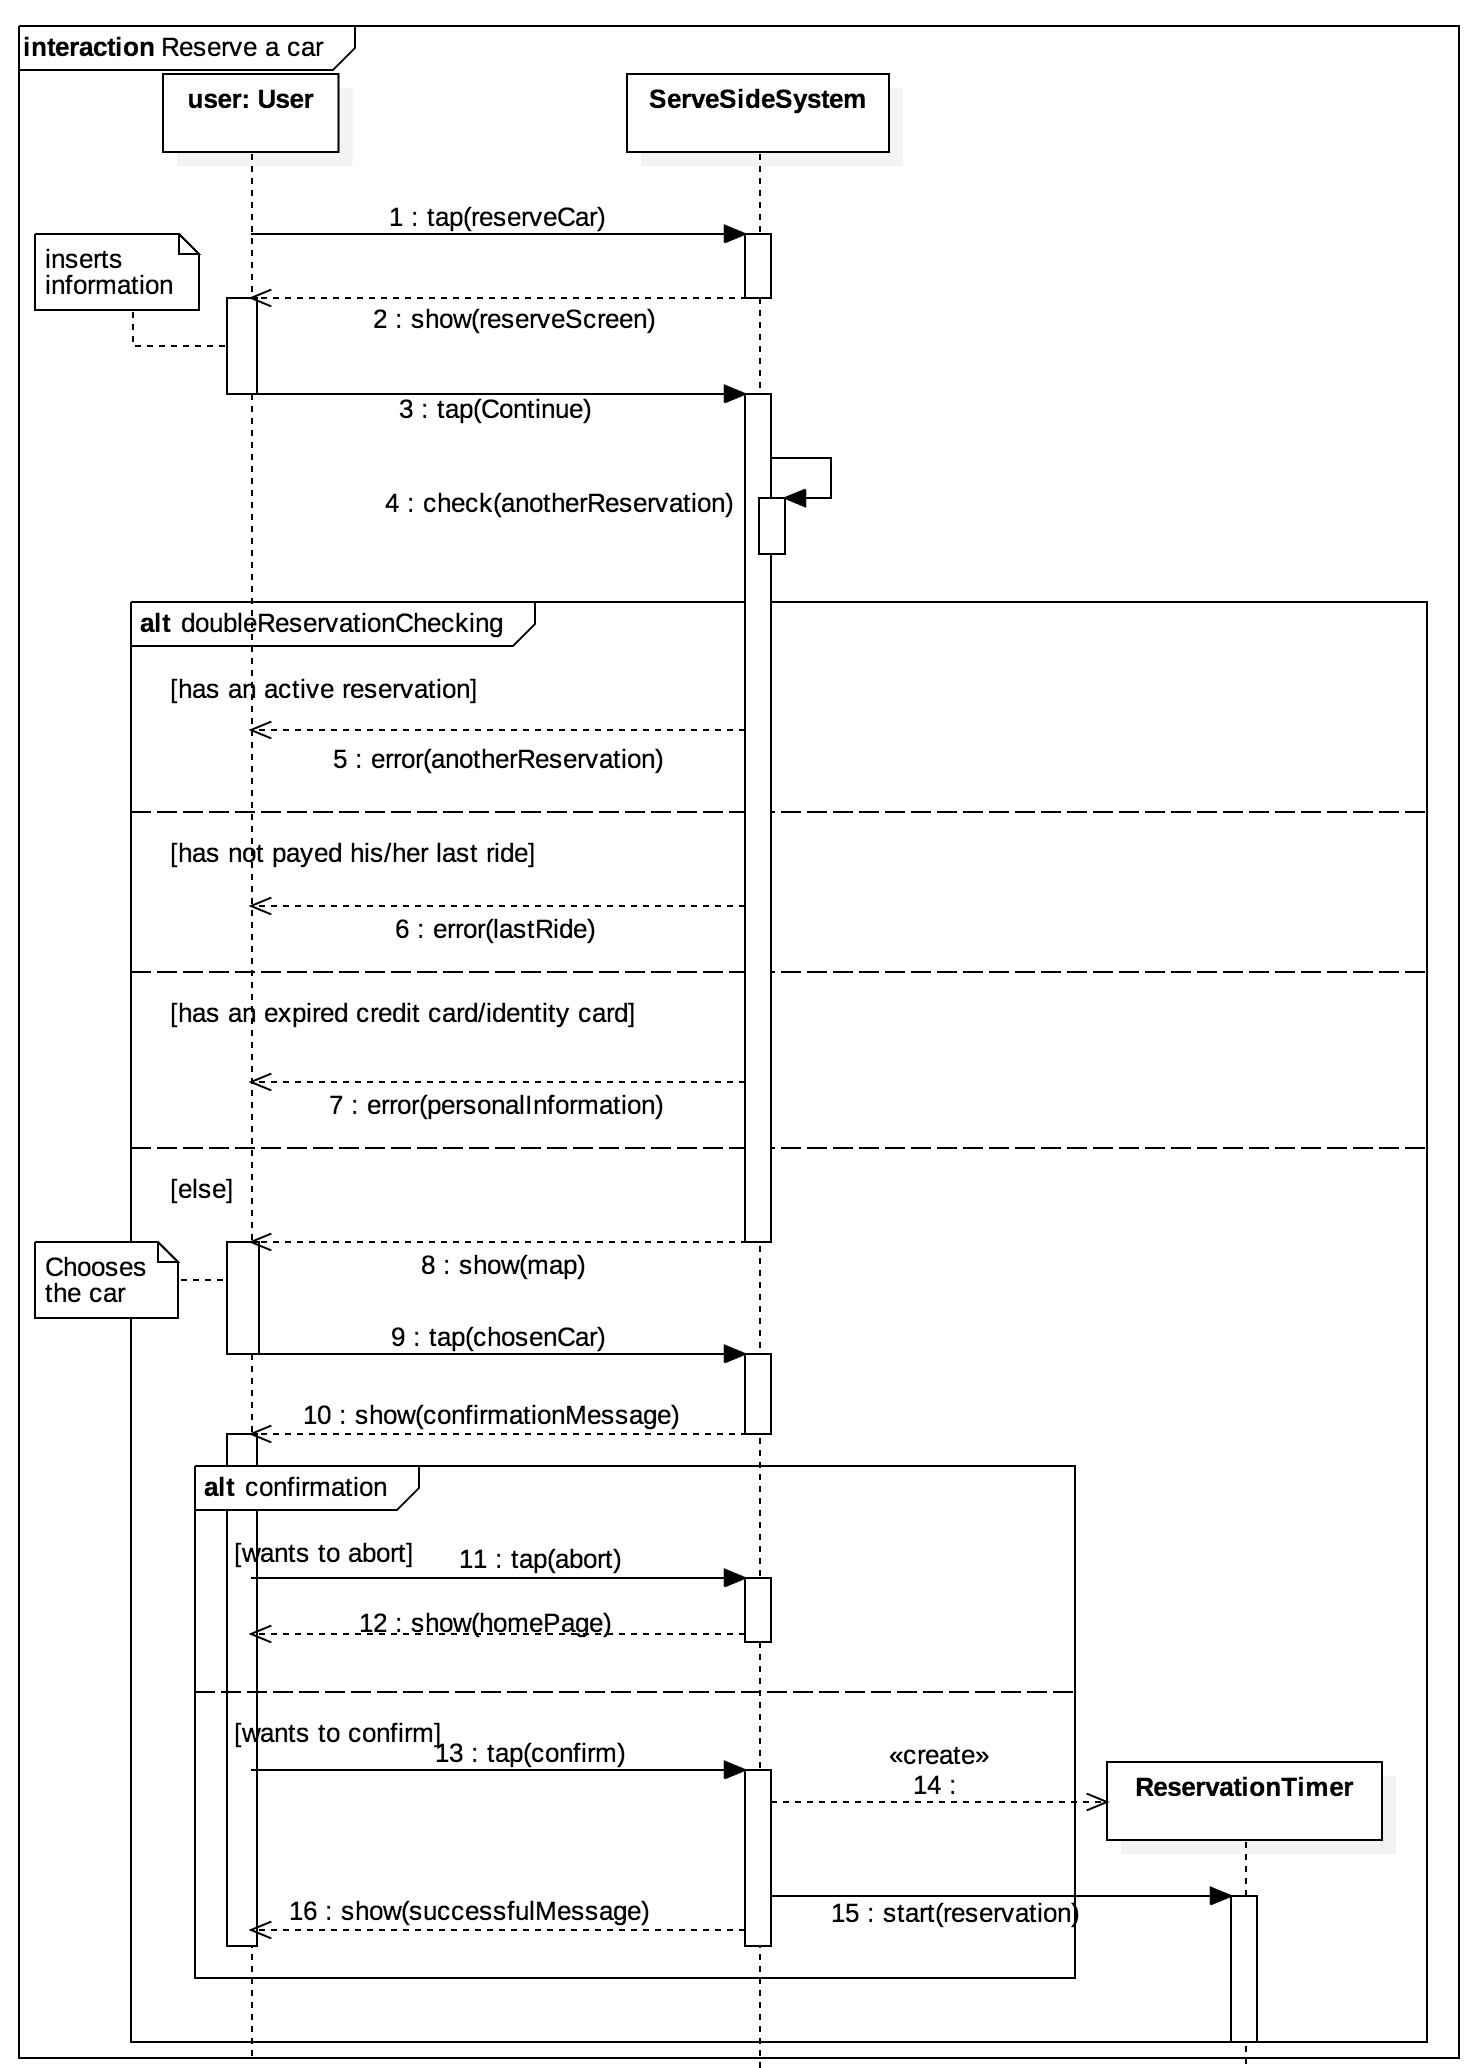 interaction Reserve a car
user: User
ServeSideSystem
1 : tap(reserveCar)
inserts
information
2 : show(reserveScreen)
3 : tap(Continue)
4 : check(anotherReservation)
alt doubleReservationChecking
[has an active reservation]
5 : error(anotherReservation)
[has not payed his/her last ride]
6 : error(lastRide)
[has an expired credit card/identity card]
7 : error(personalInformation)
[else]
8 : show(map)
Chooses
the car
9 : tap(chosenCar)
10 : show(confirmationMessage)
alt confirmation
[wants to abort]
11 : tap(abort)
12 : show(homePage)
[wants to confirm]
13 : tap(confirm)
«create»
14 :
ReservationTimer
16 : show(successfulMessage)
15 : start(reservation)